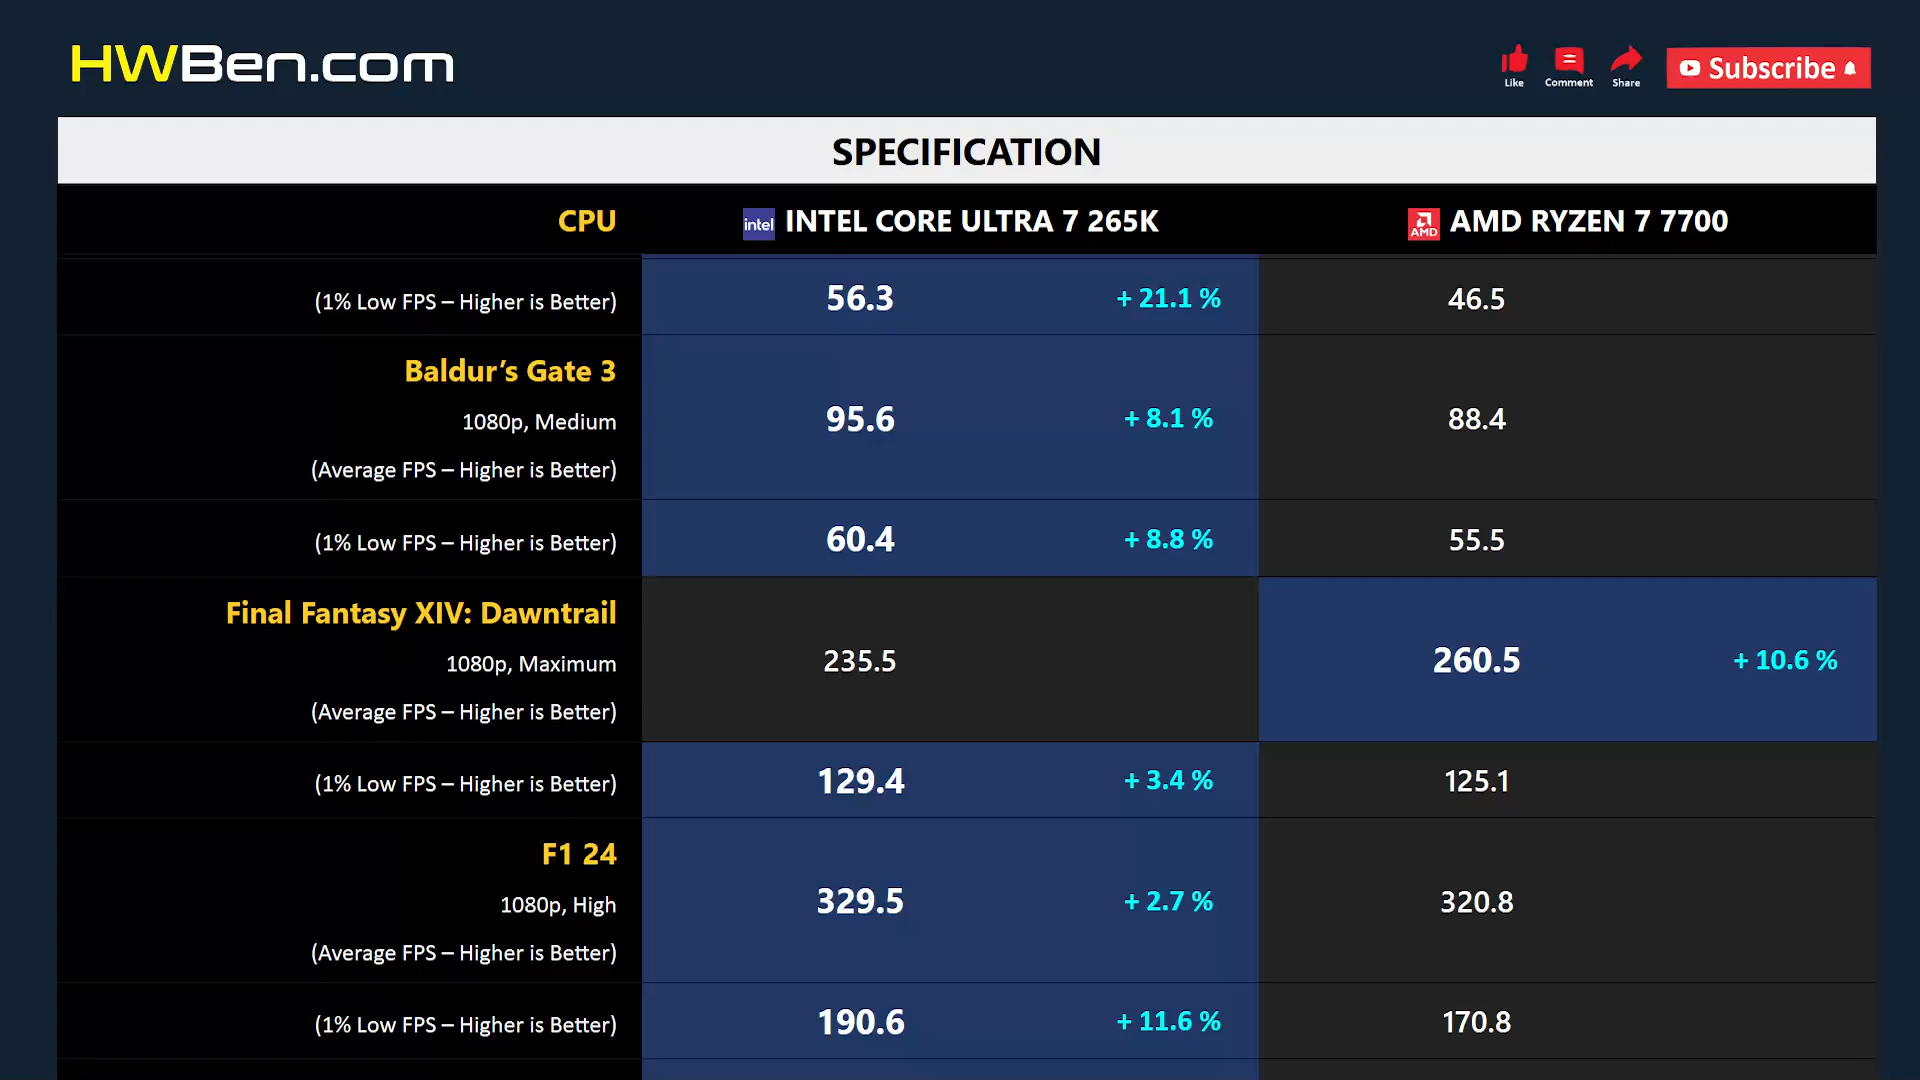 HWBen.com
Like Comment Share Subscribe
SPECIFICATION
CPU intel INTEL CORE ULTRA 7 265K AMD AMD RYZEN 7 7700
(1% Low FPS – Higher is Better) 56.3 + 21.1 % 46.5
Baldur’s Gate 3
1080p, Medium 95.6 + 8.1 % 88.4
(Average FPS – Higher is Better)
(1% Low FPS – Higher is Better) 60.4 + 8.8 % 55.5
Final Fantasy XIV: Dawntrail
1080p, Maximum 235.5 260.5 + 10.6 %
(Average FPS – Higher is Better)
(1% Low FPS – Higher is Better) 129.4 + 3.4 % 125.1
F1 24
1080p, High 329.5 + 2.7 % 320.8
(Average FPS – Higher is Better)
(1% Low FPS – Higher is Better) 190.6 + 11.6 % 170.8